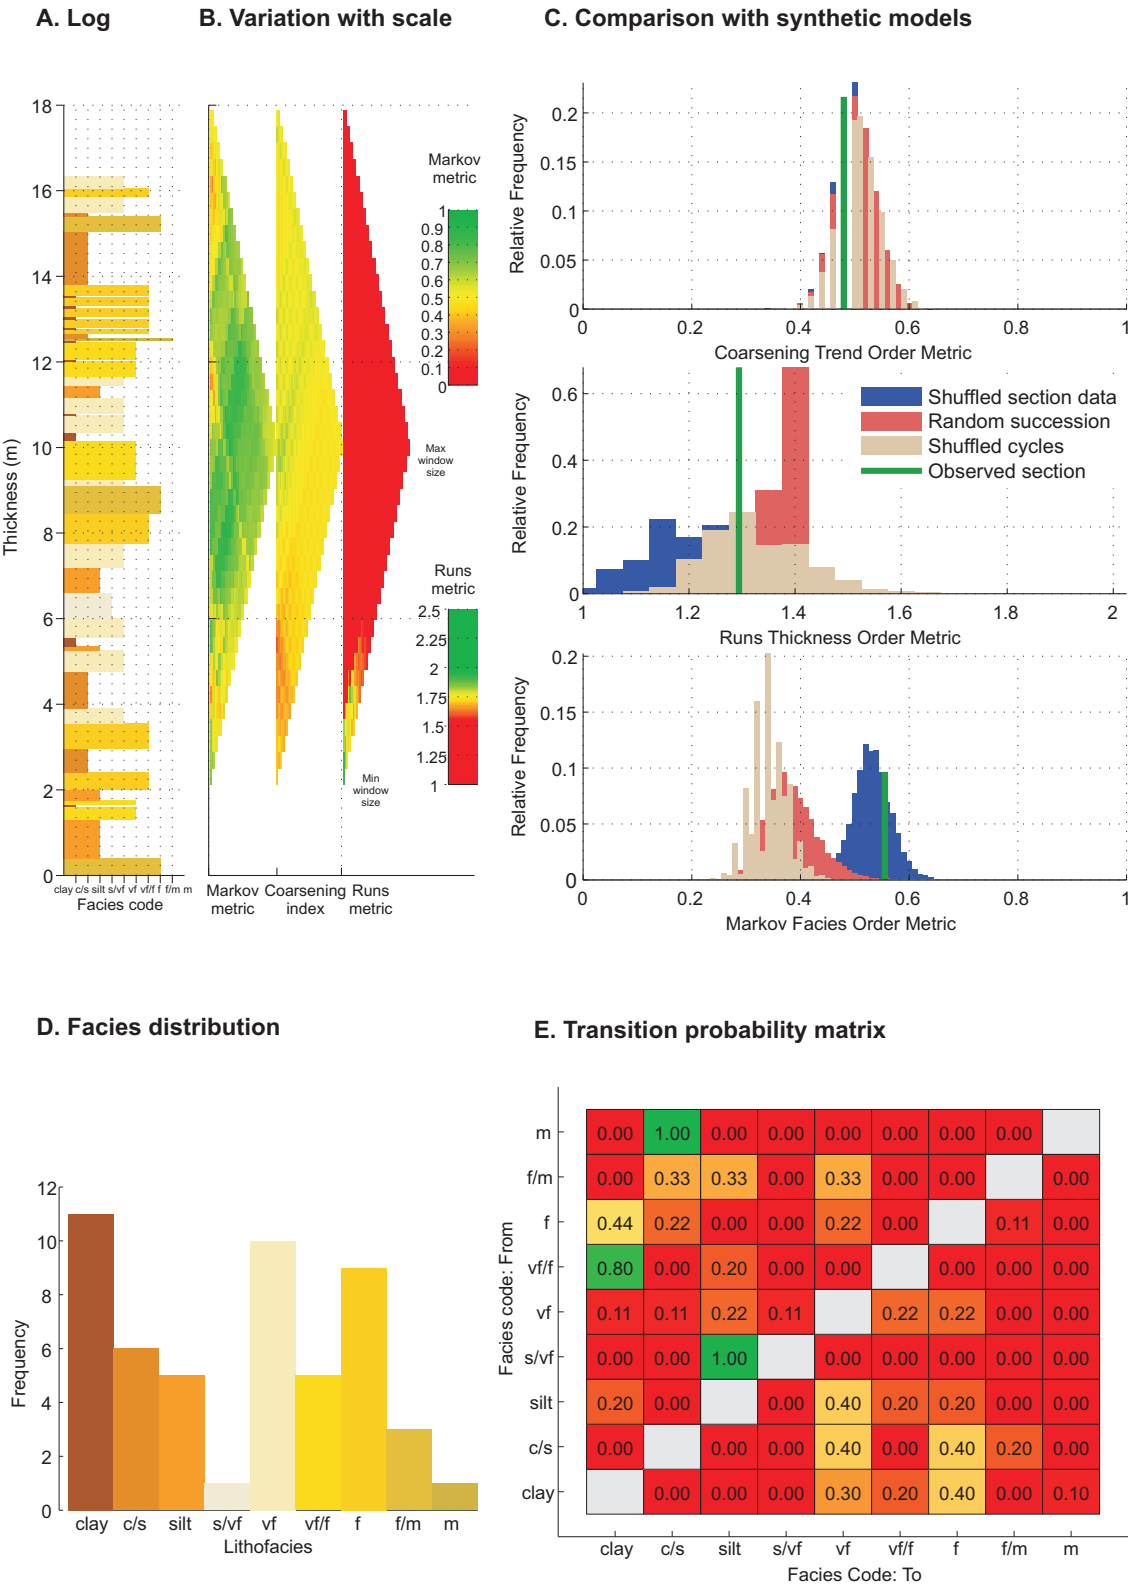 A. Log
B. Variation with scale
C. Comparison with synthetic models
18
16
14
12
10
8
6
4
2
0
Thickness (m)
clay c/s silt s/vf vf vf/f f f/m m
Facies code
Markov
metric
1
0.9
0.8
0.7
0.6
0.5
0.4
0.3
0.2
0.1
0
Max
window
size
Runs
metric
2.5
2.25
2
1.75
1.5
1.25
1
Min
window
size
Markov
metric
Coarsening
index
Runs
metric
Relative Frequency
0.2
0.15
0.1
0.05
0
0 0.2 0.4 0.6 0.8 1
Coarsening Trend Order Metric
Relative Frequency
0.6
0.4
0.2
0
Shuffled section data
Random succession
Shuffled cycles
Observed section
1 1.2 1.4 1.6 1.8 2
Runs Thickness Order Metric
Relative Frequency
0.2
0.15
0.1
0.05
0
0 0.2 0.4 0.6 0.8 1
Markov Facies Order Metric
D. Facies distribution
12
10
8
6
4
2
0
Frequency
clay c/s silt s/vf vf vf/f f f/m m
Lithofacies
E. Transition probability matrix
Facies code: From
m 0.00 1.00 0.00 0.00 0.00 0.00 0.00 0.00
f/m 0.00 0.33 0.33 0.00 0.33 0.00 0.00 0.00
f 0.44 0.22 0.00 0.00 0.22 0.00 0.11 0.00
vf/f 0.80 0.00 0.20 0.00 0.00 0.00 0.00 0.00
vf 0.11 0.11 0.22 0.11 0.22 0.22 0.00 0.00
s/vf 0.00 0.00 1.00 0.00 0.00 0.00 0.00 0.00
silt 0.20 0.00 0.00 0.40 0.20 0.20 0.00 0.00
c/s 0.00 0.00 0.00 0.40 0.00 0.40 0.20 0.00
clay 0.00 0.00 0.00 0.30 0.20 0.40 0.00 0.10
clay c/s silt s/vf vf vf/f f f/m m
Facies Code: To